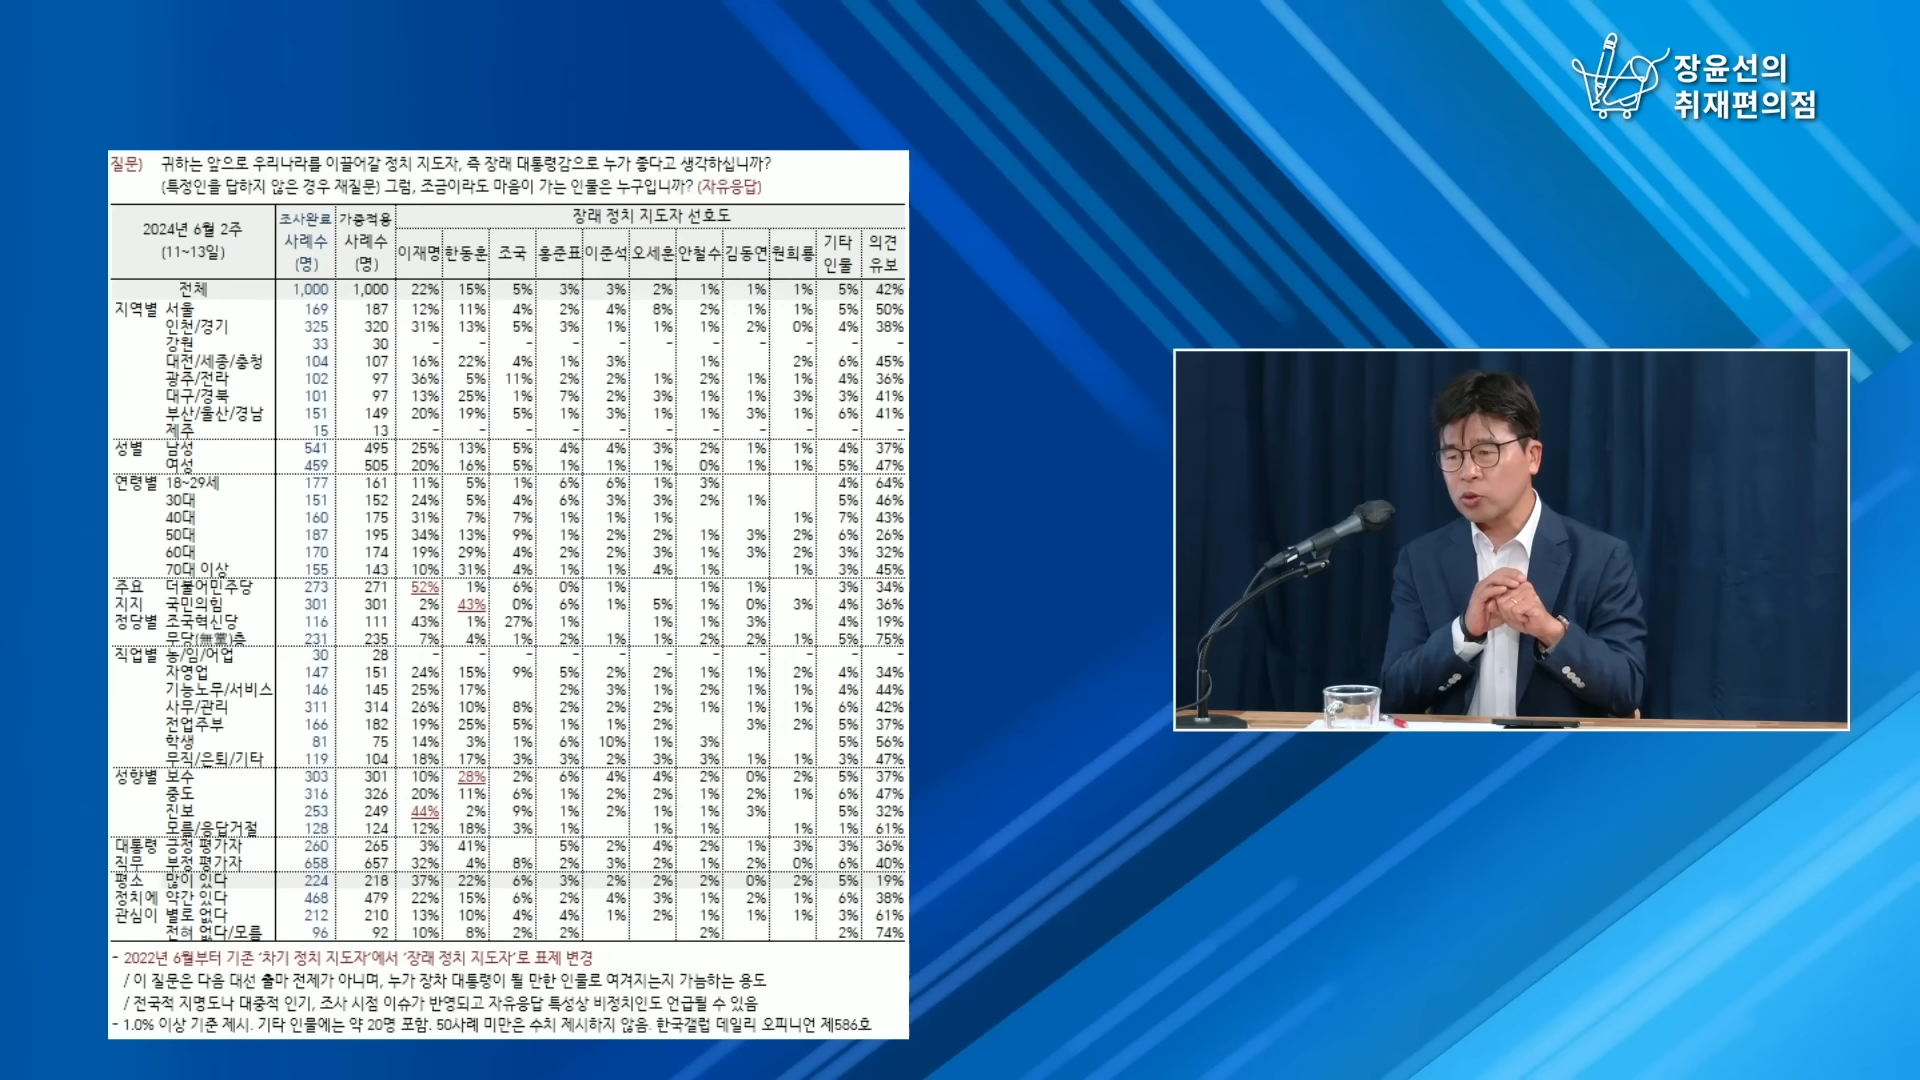 장윤선의
취재편의점
질문) 귀하는 앞으로 우리나라를 이끌어갈 정치 지도자, 즉 장래 대통령감으로 누가 좋다고 생각하십니까?
(특정인을 답하지 않은 경우 재질문) 그럼, 조금이라도 마음이 가는 인물은 누구입니까? (자유응답)
2024년 6월 2주 (11~13일) 조사완료 사례수 (명) 가중적용 사례수 (명) 장래 정치 지도자 선호도
이재명 한동훈 조국 홍준표 이준석 오세훈 안철수 김동연 원희룡 기타 인물 의견 유보
전체 1,000 1,000 22% 15% 5% 3% 3% 2% 1% 1% 1% 5% 42%
지역별 서울 169 187 12% 11% 4% 2% 4% 8% 2% 1% 1% 5% 50%
인천/경기 325 320 31% 13% 5% 3% 1% 1% 1% 2% 0% 4% 38%
강원 33 30 - - - - - - - - - - -
대전/세종/충청 104 107 16% 22% 4% 1% 3% 1% 2% 6% 45%
광주/전라 102 97 36% 5% 11% 2% 2% 1% 2% 1% 1% 4% 36%
대구/경북 101 97 13% 25% 1% 7% 2% 3% 1% 1% 3% 3% 41%
부산/울산/경남 151 149 20% 19% 5% 1% 3% 1% 1% 3% 1% 6% 41%
제주 15 13 - - - - - - - - - - -
성별 남성 541 495 25% 13% 5% 4% 4% 3% 2% 1% 1% 4% 37%
여성 459 505 20% 16% 5% 1% 1% 1% 0% 1% 1% 5% 47%
연령별 18~29세 177 161 11% 5% 1% 6% 6% 1% 3% 4% 64%
30대 151 152 24% 5% 4% 6% 3% 3% 2% 1% 5% 46%
40대 160 175 31% 7% 7% 1% 1% 1% 1% 7% 43%
50대 187 195 34% 13% 9% 1% 2% 2% 1% 3% 2% 6% 26%
60대 170 174 19% 29% 4% 2% 2% 3% 1% 3% 2% 3% 32%
70대 이상 155 143 10% 31% 4% 1% 1% 4% 1% 1% 3% 45%
주요 더불어민주당 273 271 52% 1% 6% 0% 1% 1% 1% 3% 34%
지지 국민의힘 301 301 2% 43% 0% 6% 1% 5% 1% 0% 3% 4% 36%
정당별 조국혁신당 116 111 43% 1% 27% 1% 1% 1% 3% 4% 19%
무당(無黨)층 231 235 7% 4% 1% 2% 1% 1% 2% 2% 1% 5% 75%
직업별 농/임/어업 30 28 - - - - - - - - - - -
자영업 147 151 24% 15% 9% 5% 2% 2% 1% 1% 2% 4% 34%
기능노무/서비스 146 145 25% 17% 2% 3% 1% 2% 1% 1% 4% 44%
사무/관리 311 314 26% 10% 8% 2% 2% 2% 1% 1% 1% 6% 42%
전업주부 166 182 19% 25% 5% 1% 1% 2% 3% 2% 5% 37%
학생 81 75 14% 3% 1% 6% 10% 1% 3% 5% 56%
무직/은퇴/기타 119 104 18% 17% 3% 3% 2% 3% 3% 1% 1% 3% 47%
성향별 보수 303 301 10% 28% 2% 6% 4% 4% 2% 0% 2% 5% 37%
중도 316 326 20% 11% 6% 1% 2% 2% 1% 2% 1% 6% 47%
진보 253 249 44% 2% 9% 1% 2% 1% 1% 3% 5% 32%
모름/응답거절 128 124 12% 18% 3% 1% 1% 1% 1% 1% 61%
대통령 긍정 평가자 260 265 3% 41% 5% 2% 4% 2% 1% 3% 3% 36%
직무 부정 평가자 658 657 32% 4% 8% 2% 3% 2% 1% 2% 0% 6% 40%
평소 많이 있다 224 218 37% 22% 6% 3% 2% 2% 2% 0% 2% 5% 19%
정치에 약간 있다 468 479 22% 15% 6% 2% 4% 3% 1% 2% 1% 6% 38%
관심이 별로 없다 212 210 13% 10% 4% 4% 1% 2% 1% 1% 1% 3% 61%
전혀 없다/모름 96 92 10% 8% 2% 2% 2% 2% 74%
- 2022년 6월부터 기존 '차기 정치 지도자'에서 '장래 정치 지도자'로 표제 변경
/ 이 질문은 다음 대선 출마 전제가 아니며, 누가 장차 대통령이 될 만한 인물로 여겨지는지 가늠하는 용도
/ 전국적 지명도나 대중적 인기, 조사 시점 이슈가 반영되고 자유응답 특성상 비정치인도 언급될 수 있음
- 1.0% 이상 기준 제시. 기타 인물에는 약 20명 포함. 50사례 미만은 수치 제시하지 않음. 한국갤럽 데일리 오피니언 제586호